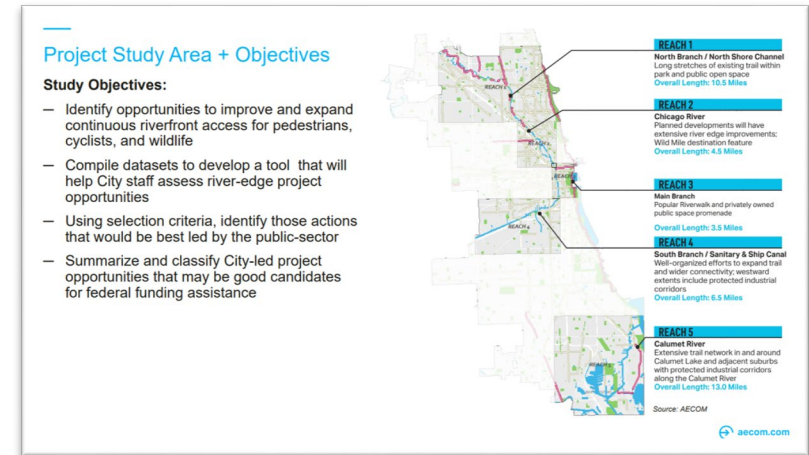 Project Study Area + Objectives
Study Objectives:
— Identify opportunities to improve and expand
continuous riverfront access for pedestrians,
cyclists, and wildlife
— Compile datasets to develop a tool that will
help City staff assess river-edge project
opportunities
— Using selection criteria, identify those actions
that would be best led by the public-sector
— Summarize and classify City-led project
opportunities that may be good candidates
for federal funding assistance
REACH 1
North Branch / North Shore Channel
Long stretches of existing trail within
park and public open space
Overall Length: 10.5 Miles
REACH 2
Chicago River
Planned developments will have
extensive river edge improvements;
Wild Mile destination feature
Overall Length: 4.5 Miles
REACH 3
Main Branch
Popular Riverwalk and privately owned
public space promenade
Overall Length: 3.5 Miles
REACH 4
South Branch / Sanitary & Ship Canal
Well-organized efforts to expand trail
and wider connectivity; westward
extents include protected industrial
corridors
Overall Length: 6.5 Miles
REACH 5
Calumet River
Extensive trail network in and around
Calumet Lake and adjacent suburbs
with protected industrial corridors
along the Calumet River
Overall Length: 13.0 Miles
Source: AECOM
REACH
REACH
REACH
REACH 4
REACH
aecom.com